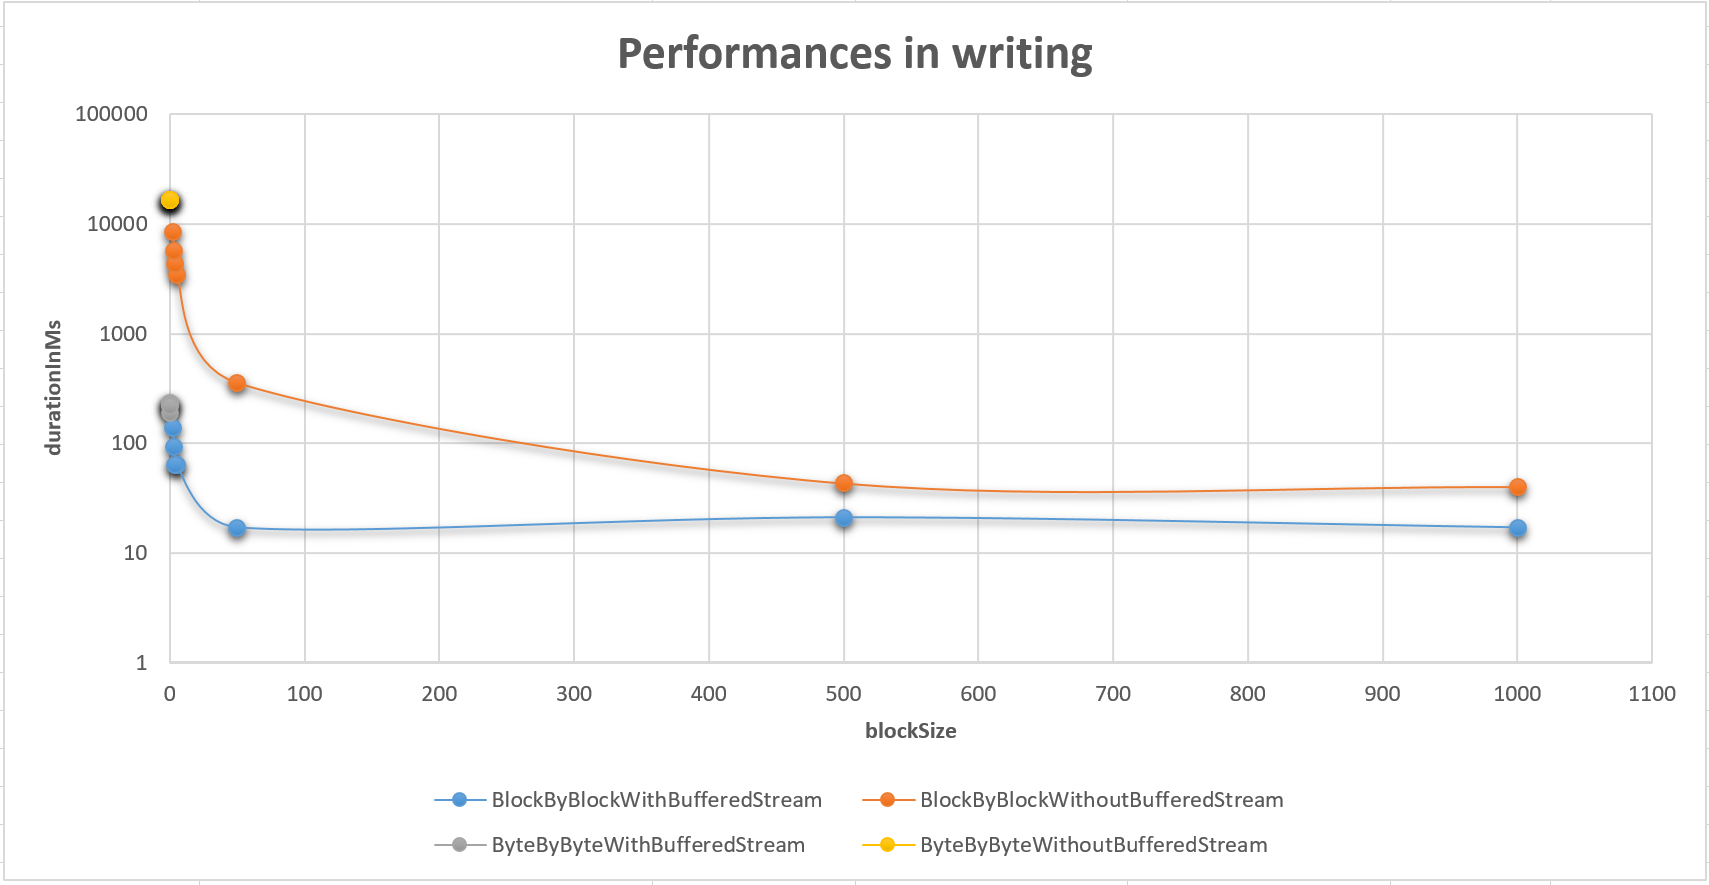 Performances in writing
100000
10000
1000
100
10
1
durationInMs
0 100 200 300 400 500 600 700 800 900 1000 1100
blockSize
BlockByBlockWithBufferedStream BlockByBlockWithoutBufferedStream
ByteByByteWithBufferedStream ByteByByteWithoutBufferedStream